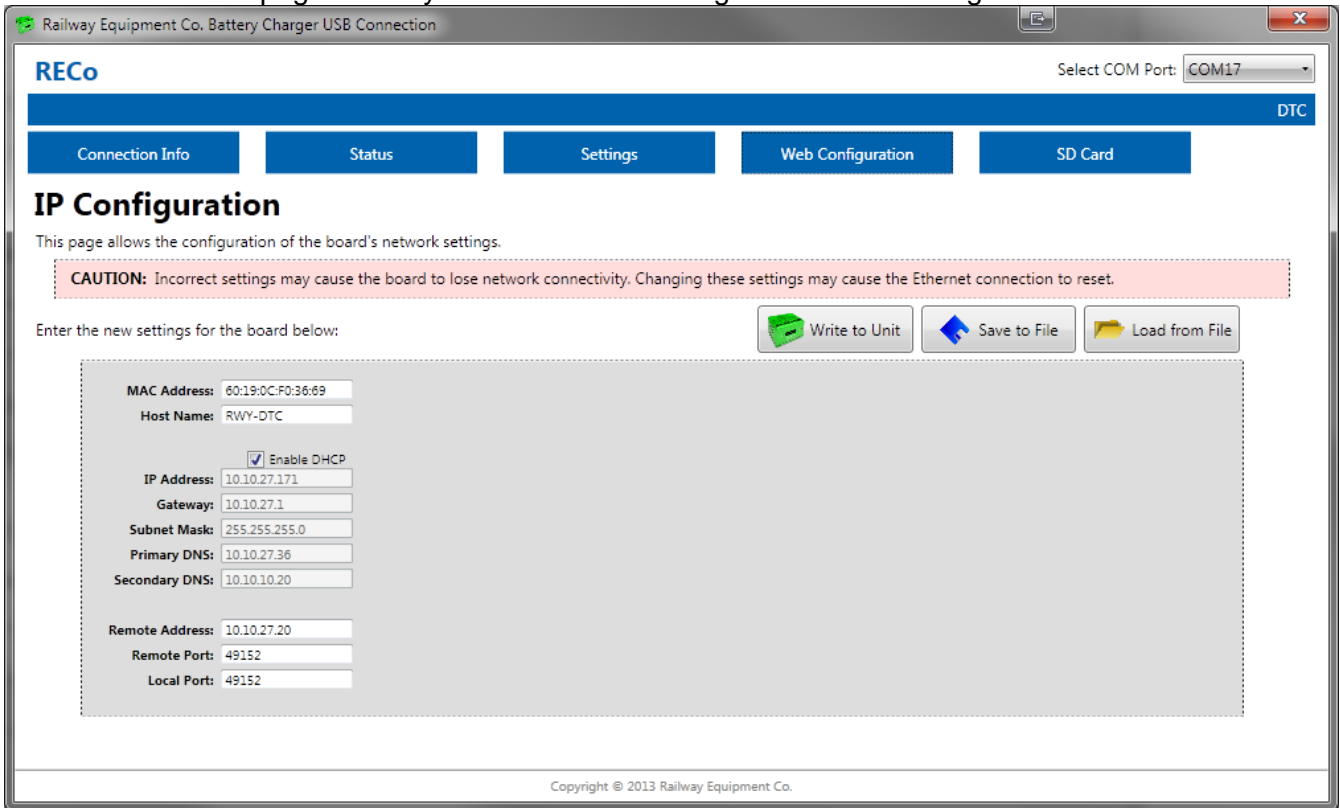 Railway Equipment Co. Battery Charger USB Connection
RECo
Select COM Port: COM17
DTC
Connection Info Status Settings Web Configuration SD Card
IP Configuration
This page allows the configuration of the board's network settings.
CAUTION: Incorrect settings may cause the board to lose network connectivity. Changing these settings may cause the Ethernet connection to reset.
Enter the new settings for the board below:
Write to Unit Save to File Load from File
MAC Address: 60:19:0C:F0:36:69
Host Name: RWY-DTC
Enable DHCP
IP Address: 10.10.27.171
Gateway: 10.10.27.1
Subnet Mask: 255.255.255.0
Primary DNS: 10.10.27.36
Secondary DNS: 10.10.10.20
Remote Address: 10.10.27.20
Remote Port: 49152
Local Port: 49152
Copyright © 2013 Railway Equipment Co.